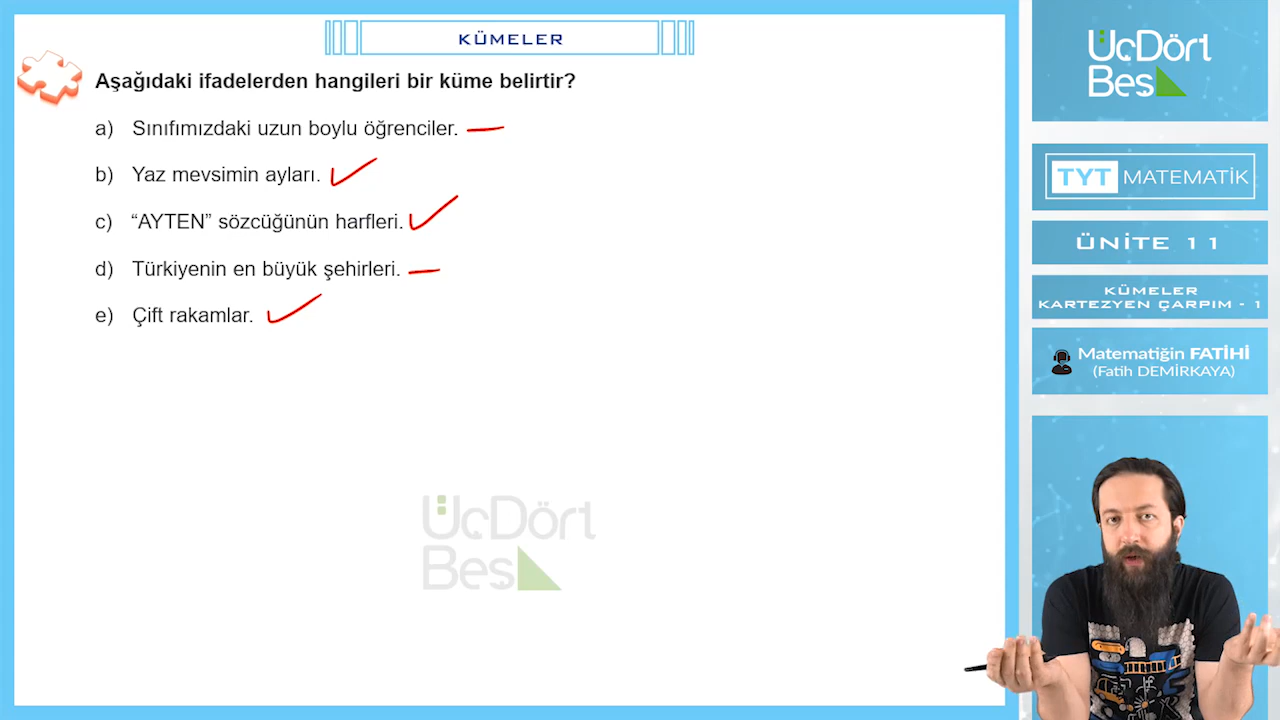 KÜMELER
Aşağıdaki ifadelerden hangileri bir küme belirtir?
a) Sınıfımızdaki uzun boylu öğrenciler.
b) Yaz mevsimin ayları.
c) “AYTEN” sözcüğünün harfleri.
d) Türkiyenin en büyük şehirleri.
e) Çift rakamlar.
ÜçDört
Beş
ÜçDört
Beş
TYT MATEMATİK
ÜNİTE 11
KÜMELER
KARTEZYEN ÇARPIM - 1
Matematiğin FATİHİ
(Fatih DEMİRKAYA)